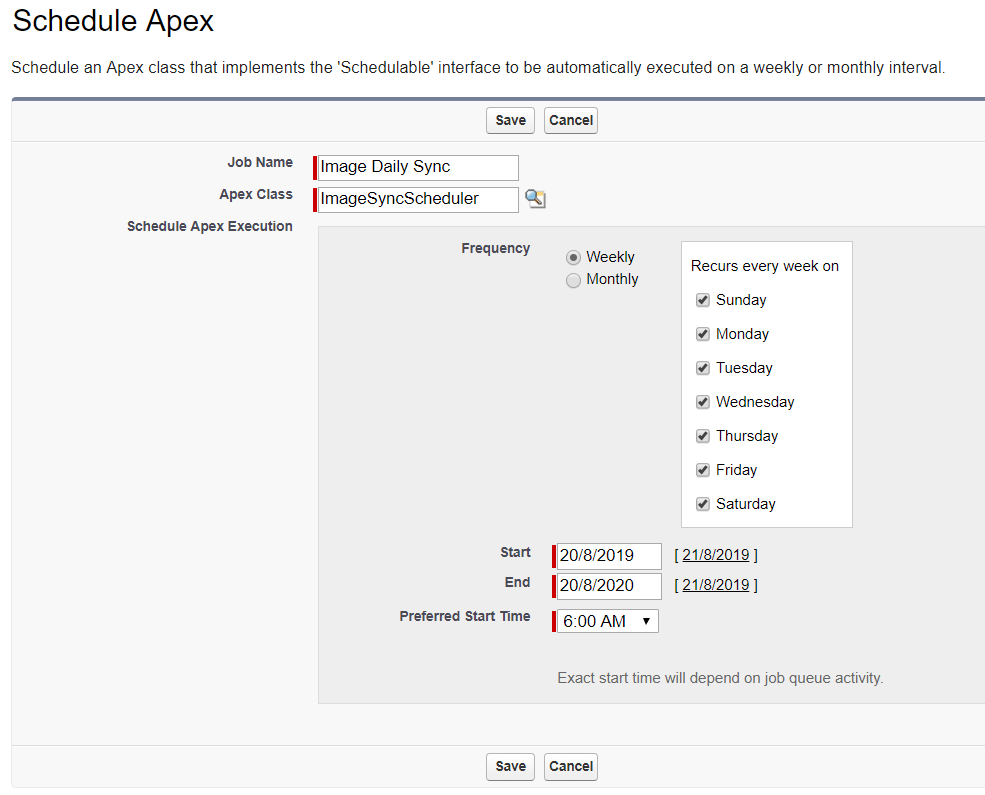 Schedule Apex
Schedule an Apex class that implements the 'Schedulable' interface to be automatically executed on a weekly or monthly interval.
Save Cancel
Job Name Image Daily Sync
Apex Class ImageSyncScheduler
Schedule Apex Execution
Frequency Weekly
Monthly
Recurs every week on
Sunday
Monday
Tuesday
Wednesday
Thursday
Friday
Saturday
Start 20/8/2019 [ 21/8/2019 ]
End 20/8/2020 [ 21/8/2019 ]
Preferred Start Time 6:00 AM
Exact start time will depend on job queue activity.
Save Cancel